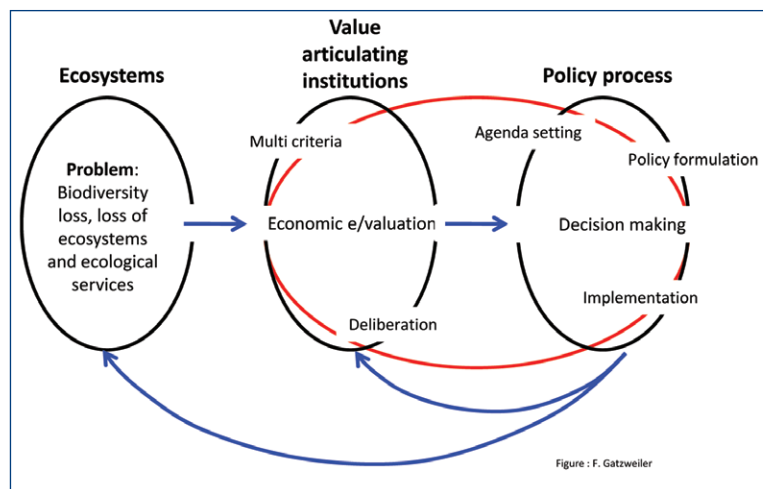 Ecosystems
Value
articulating
institutions
Policy process
Problem:
Biodiversity
loss, loss of
ecosystems
and ecological
services
Multi criteria
Economic e/valuation
Deliberation
Agenda setting
Policy formulation
Decision making
Implementation
Figure : F. Gatzweiler